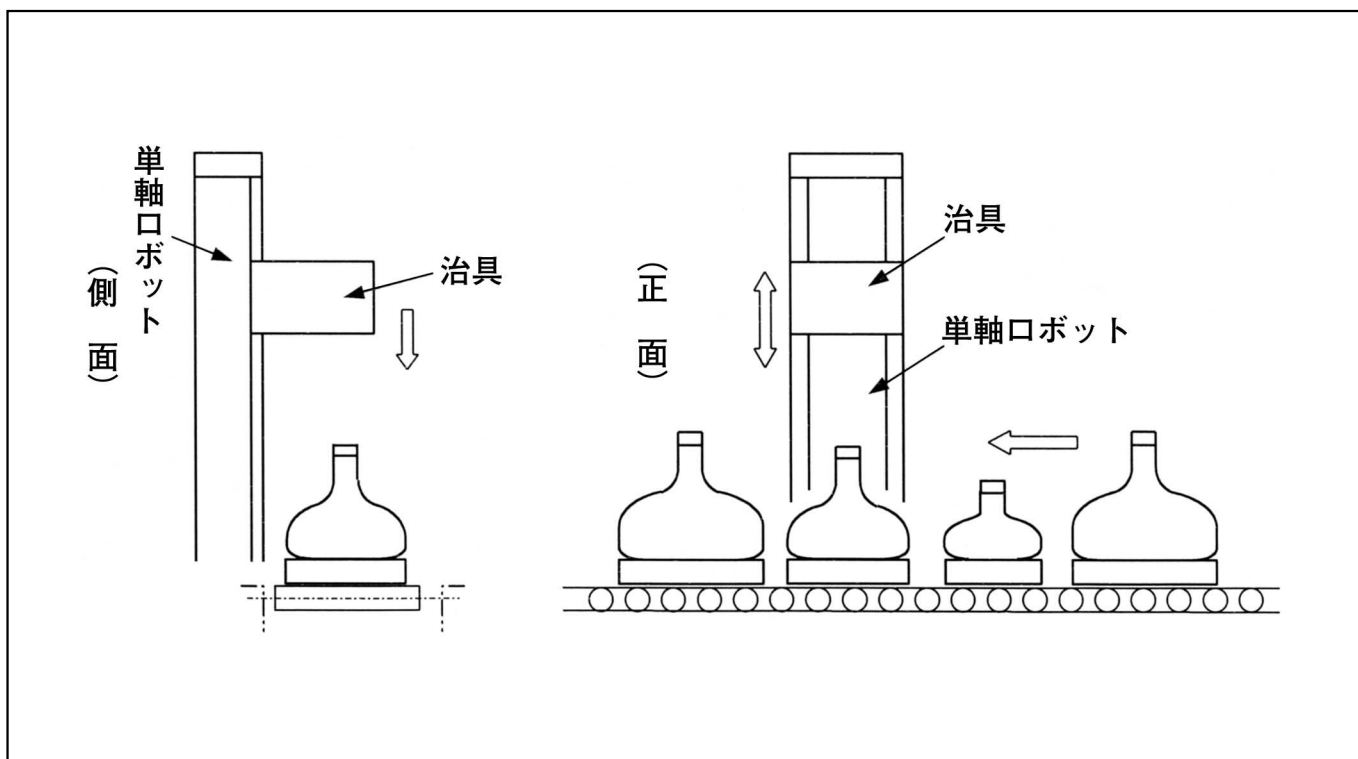 単軸ロボット
(側 面)
治具
(正 面)
治具
単軸ロボット